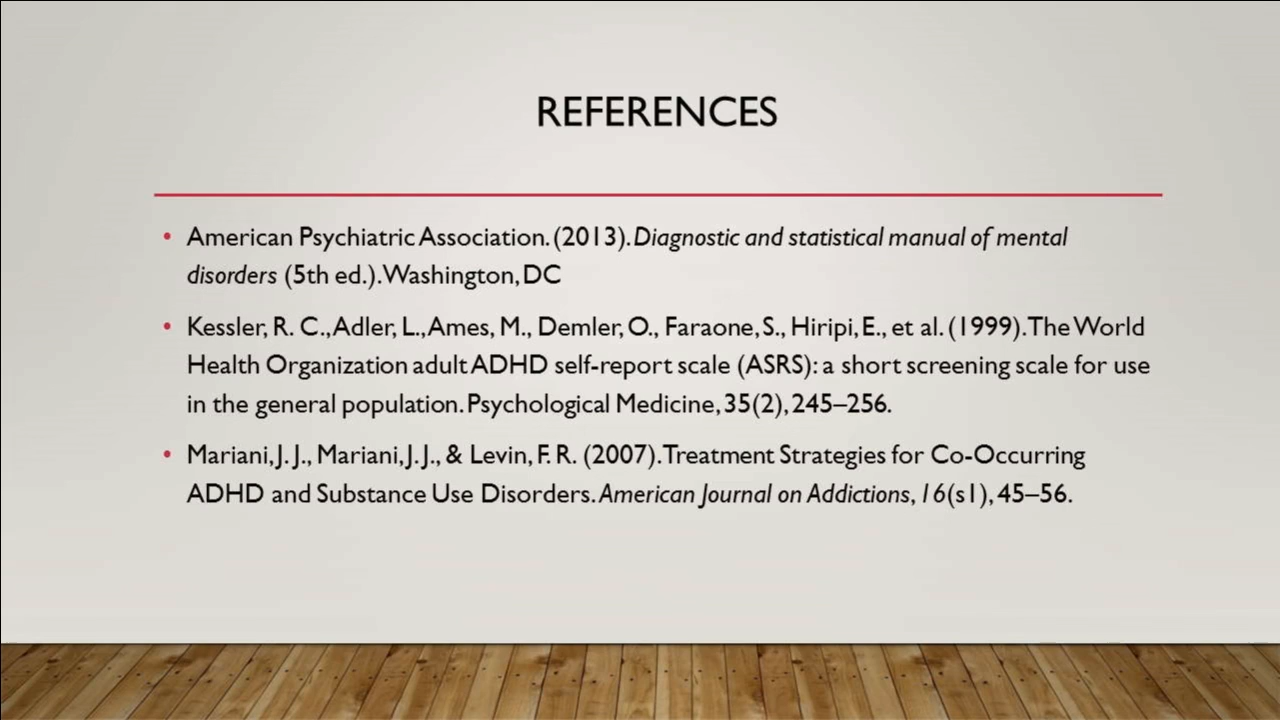 REFERENCES
• American Psychiatric Association. (2013). Diagnostic and statistical manual of mental
disorders (5th ed.). Washington, DC
• Kessler, R. C., Adler, L., Ames, M., Demler, O., Faraone, S., Hiripi, E., et al. (1999). The World
Health Organization adult ADHD self-report scale (ASRS): a short screening scale for use
in the general population. Psychological Medicine, 35(2), 245–256.
• Mariani, J. J., Mariani, J. J., & Levin, F. R. (2007). Treatment Strategies for Co-Occurring
ADHD and Substance Use Disorders. American Journal on Addictions, 16(s1), 45–56.